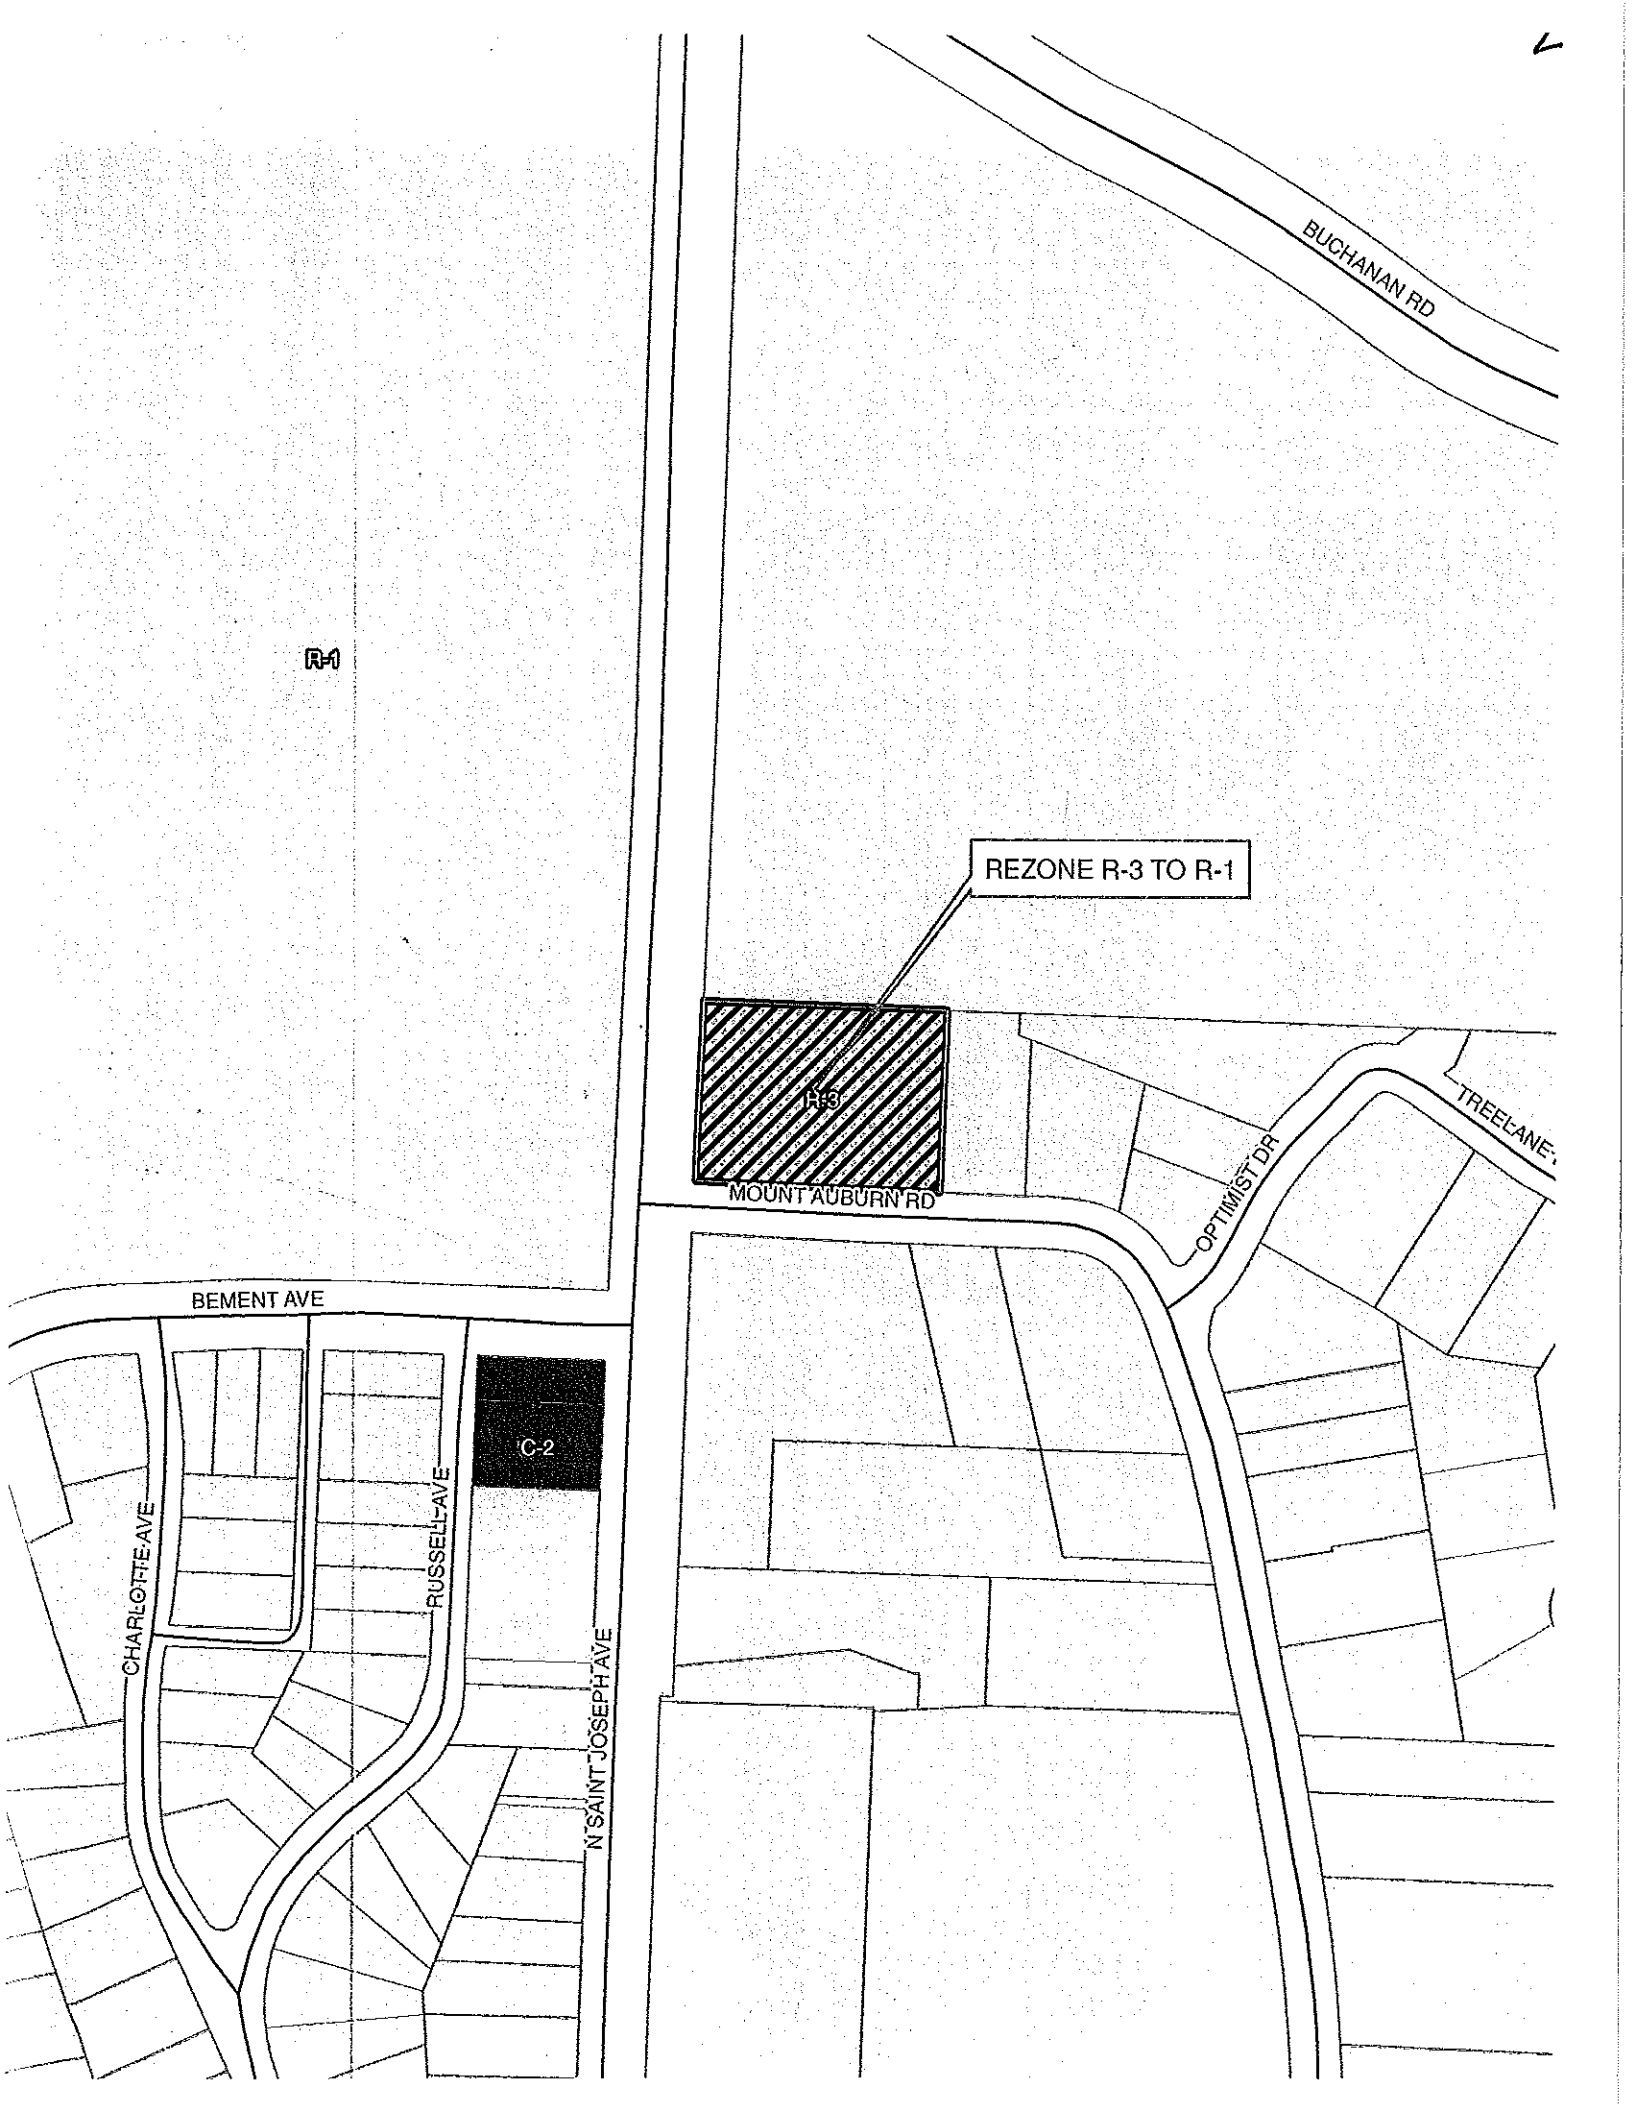 BUCHANAN RD
R-1
REZONE R-3 TO R-1
R-3
TREELANE
MOUNT AUBURN RD
OPTIMIST DR
BEMENT AVE
C-2
CHARLOTTE AVE
RUSSELL AVE
N SAINT JOSEPH AVE